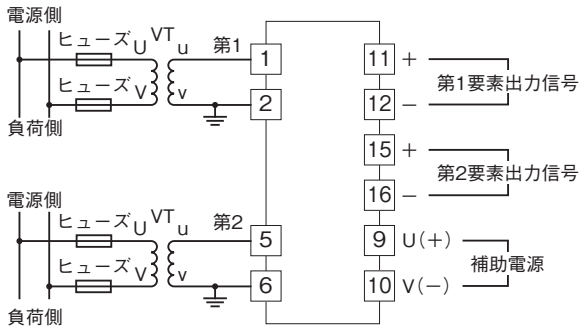 電源側
ヒューズ U VT u 第1 1
ヒューズ V v 2
負荷側
電源側
ヒューズ U VT u 第2 5
ヒューズ V v 6
負荷側
11 +
第1要素出力信号
12 −
15 +
第2要素出力信号
16 −
9 U(+)
補助電源
10 V(−)